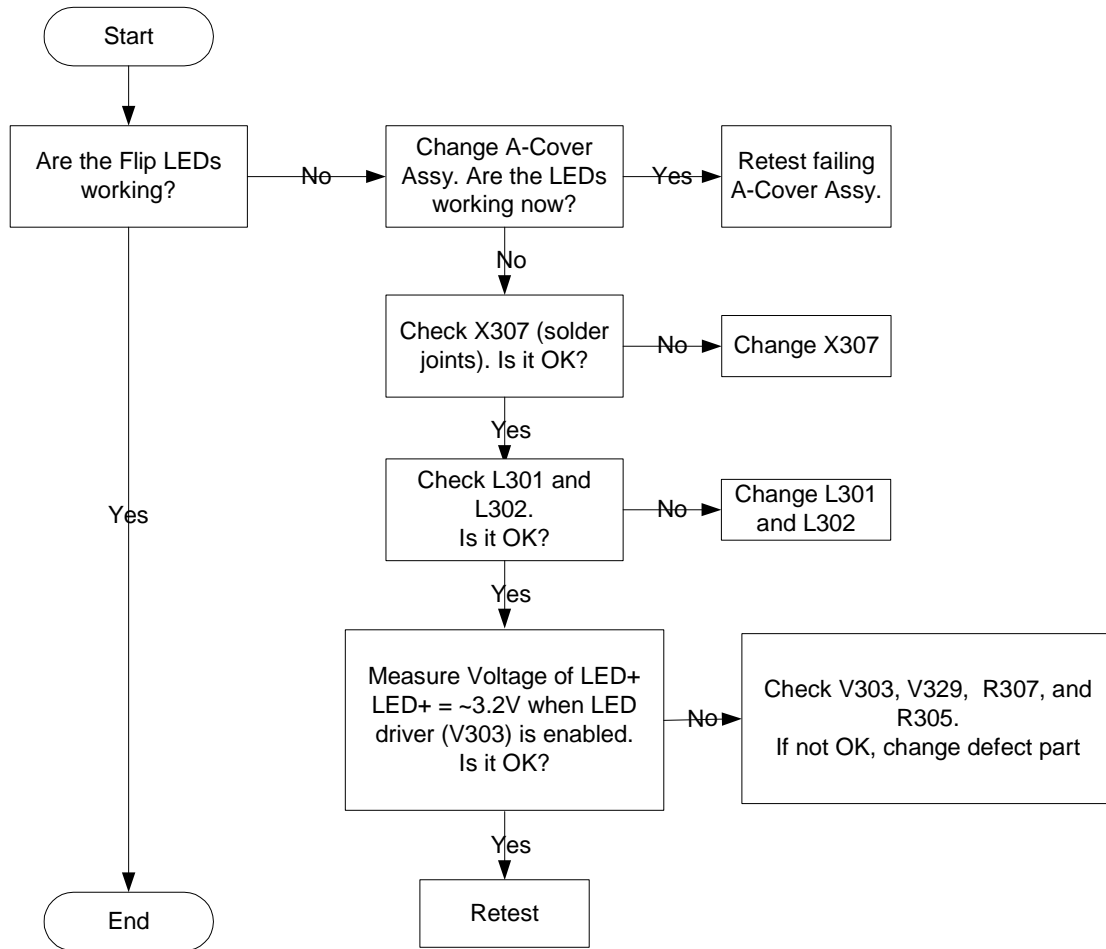 Start
Are the Flip LEDs
working?
No
Change A-Cover
Assy. Are the LEDs
working now?
Yes
Retest failing
A-Cover Assy.
No
Check X307 (solder
joints). Is it OK?
No
Change X307
Yes
Check L301 and
L302.
Is it OK?
No
Change L301
and L302
Yes
Yes
Measure Voltage of LED+
LED+ = ~3.2V when LED
driver (V303) is enabled.
Is it OK?
No
Check V303, V329,  R307, and
R305.
If not OK, change defect part
Yes
Retest
End